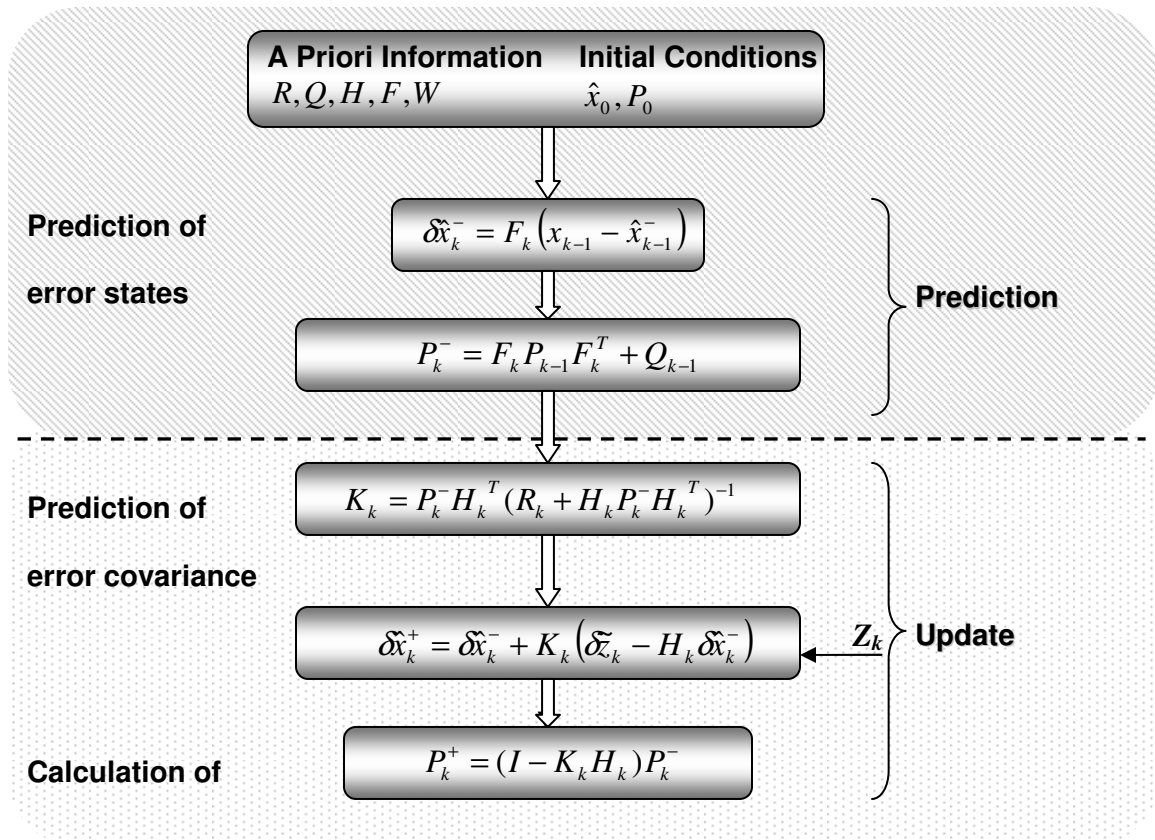 A Priori Information Initial Conditions
R, Q, H, F, W x̂₀, P₀
Prediction of
error states
δx̂ₖ⁻ = Fₖ(xₖ₋₁ − x̂ₖ₋₁⁻)
Pₖ⁻ = FₖPₖ₋₁Fₖᵀ + Qₖ₋₁
Prediction
Prediction of
error covariance
Kₖ = Pₖ⁻Hₖᵀ(Rₖ + HₖPₖ⁻Hₖᵀ)⁻¹
δx̂ₖ⁺ = δx̂ₖ⁻ + Kₖ(δz̃ₖ − Hₖδx̂ₖ⁻)
Zₖ
Update
Calculation of
Pₖ⁺ = (I − KₖHₖ)Pₖ⁻